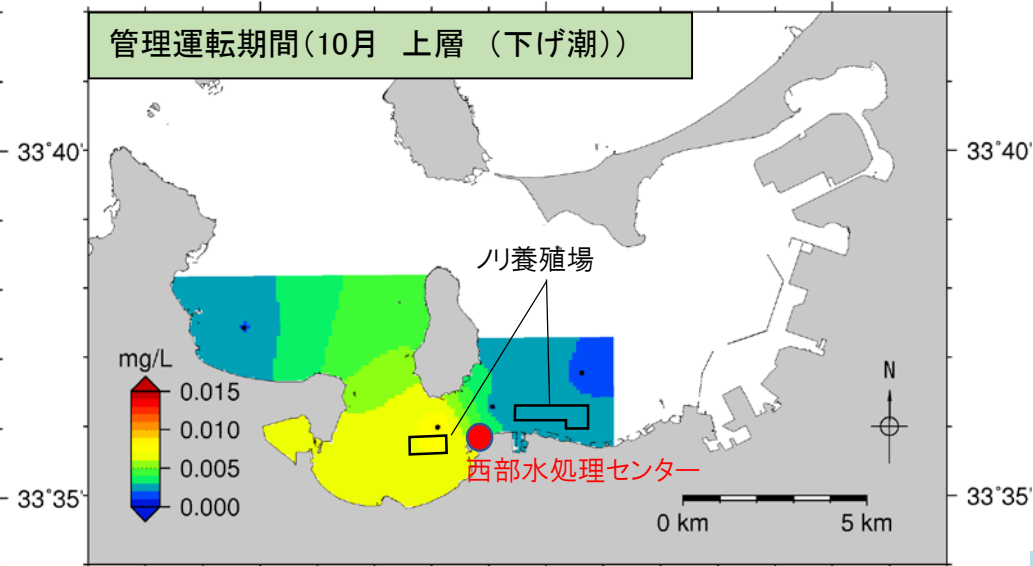 管理運転期間(10月　上層　(下げ潮))
33°40'
33°40'
ノリ養殖場
mg/L
0.015
0.010
0.005
0.000
N
西部水処理センター
33°35'
33°35'
0 km
5 km